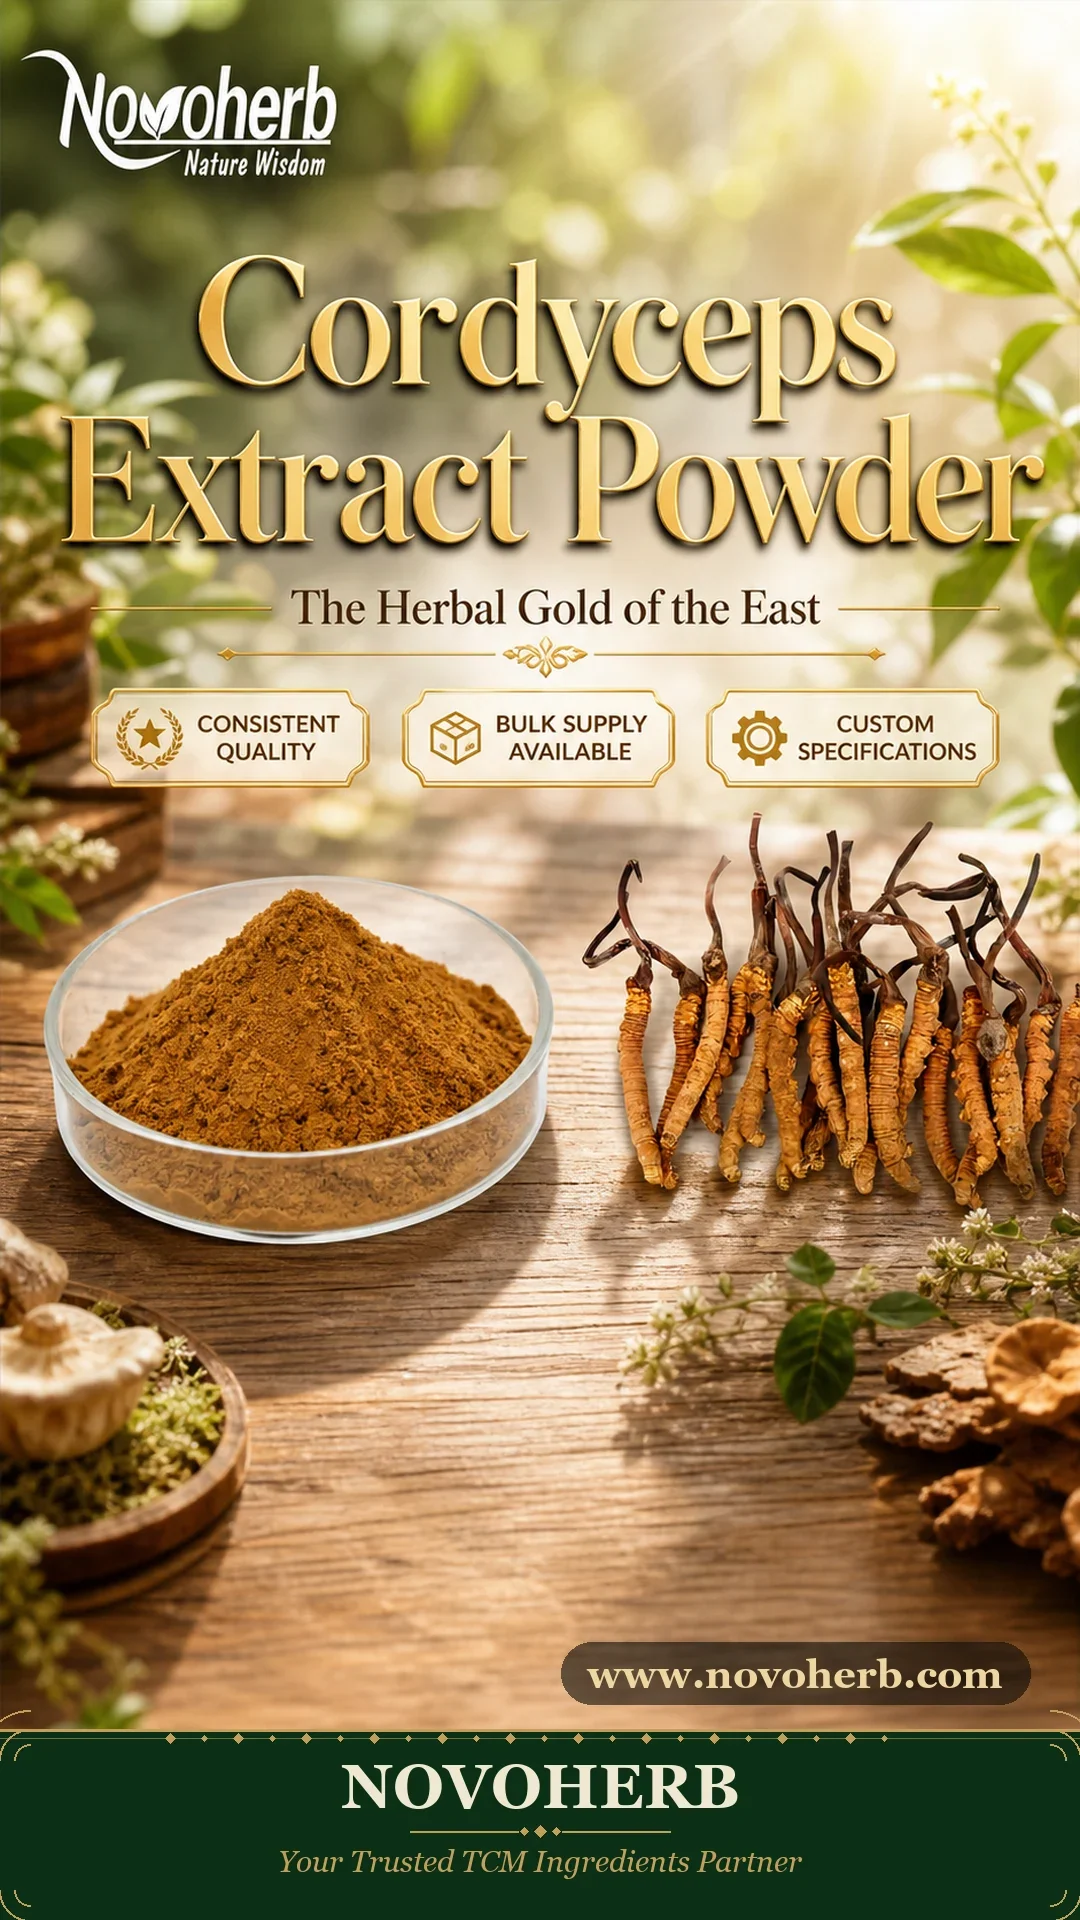 Novoherb
Nature Wisdom
Cordyceps
Extract Powder
The Herbal Gold of the East
CONSISTENT
QUALITY
BULK SUPPLY
AVAILABLE
CUSTOM
SPECIFICATIONS
www.novoherb.com
NOVOHERB
Your Trusted TCM Ingredients Partner